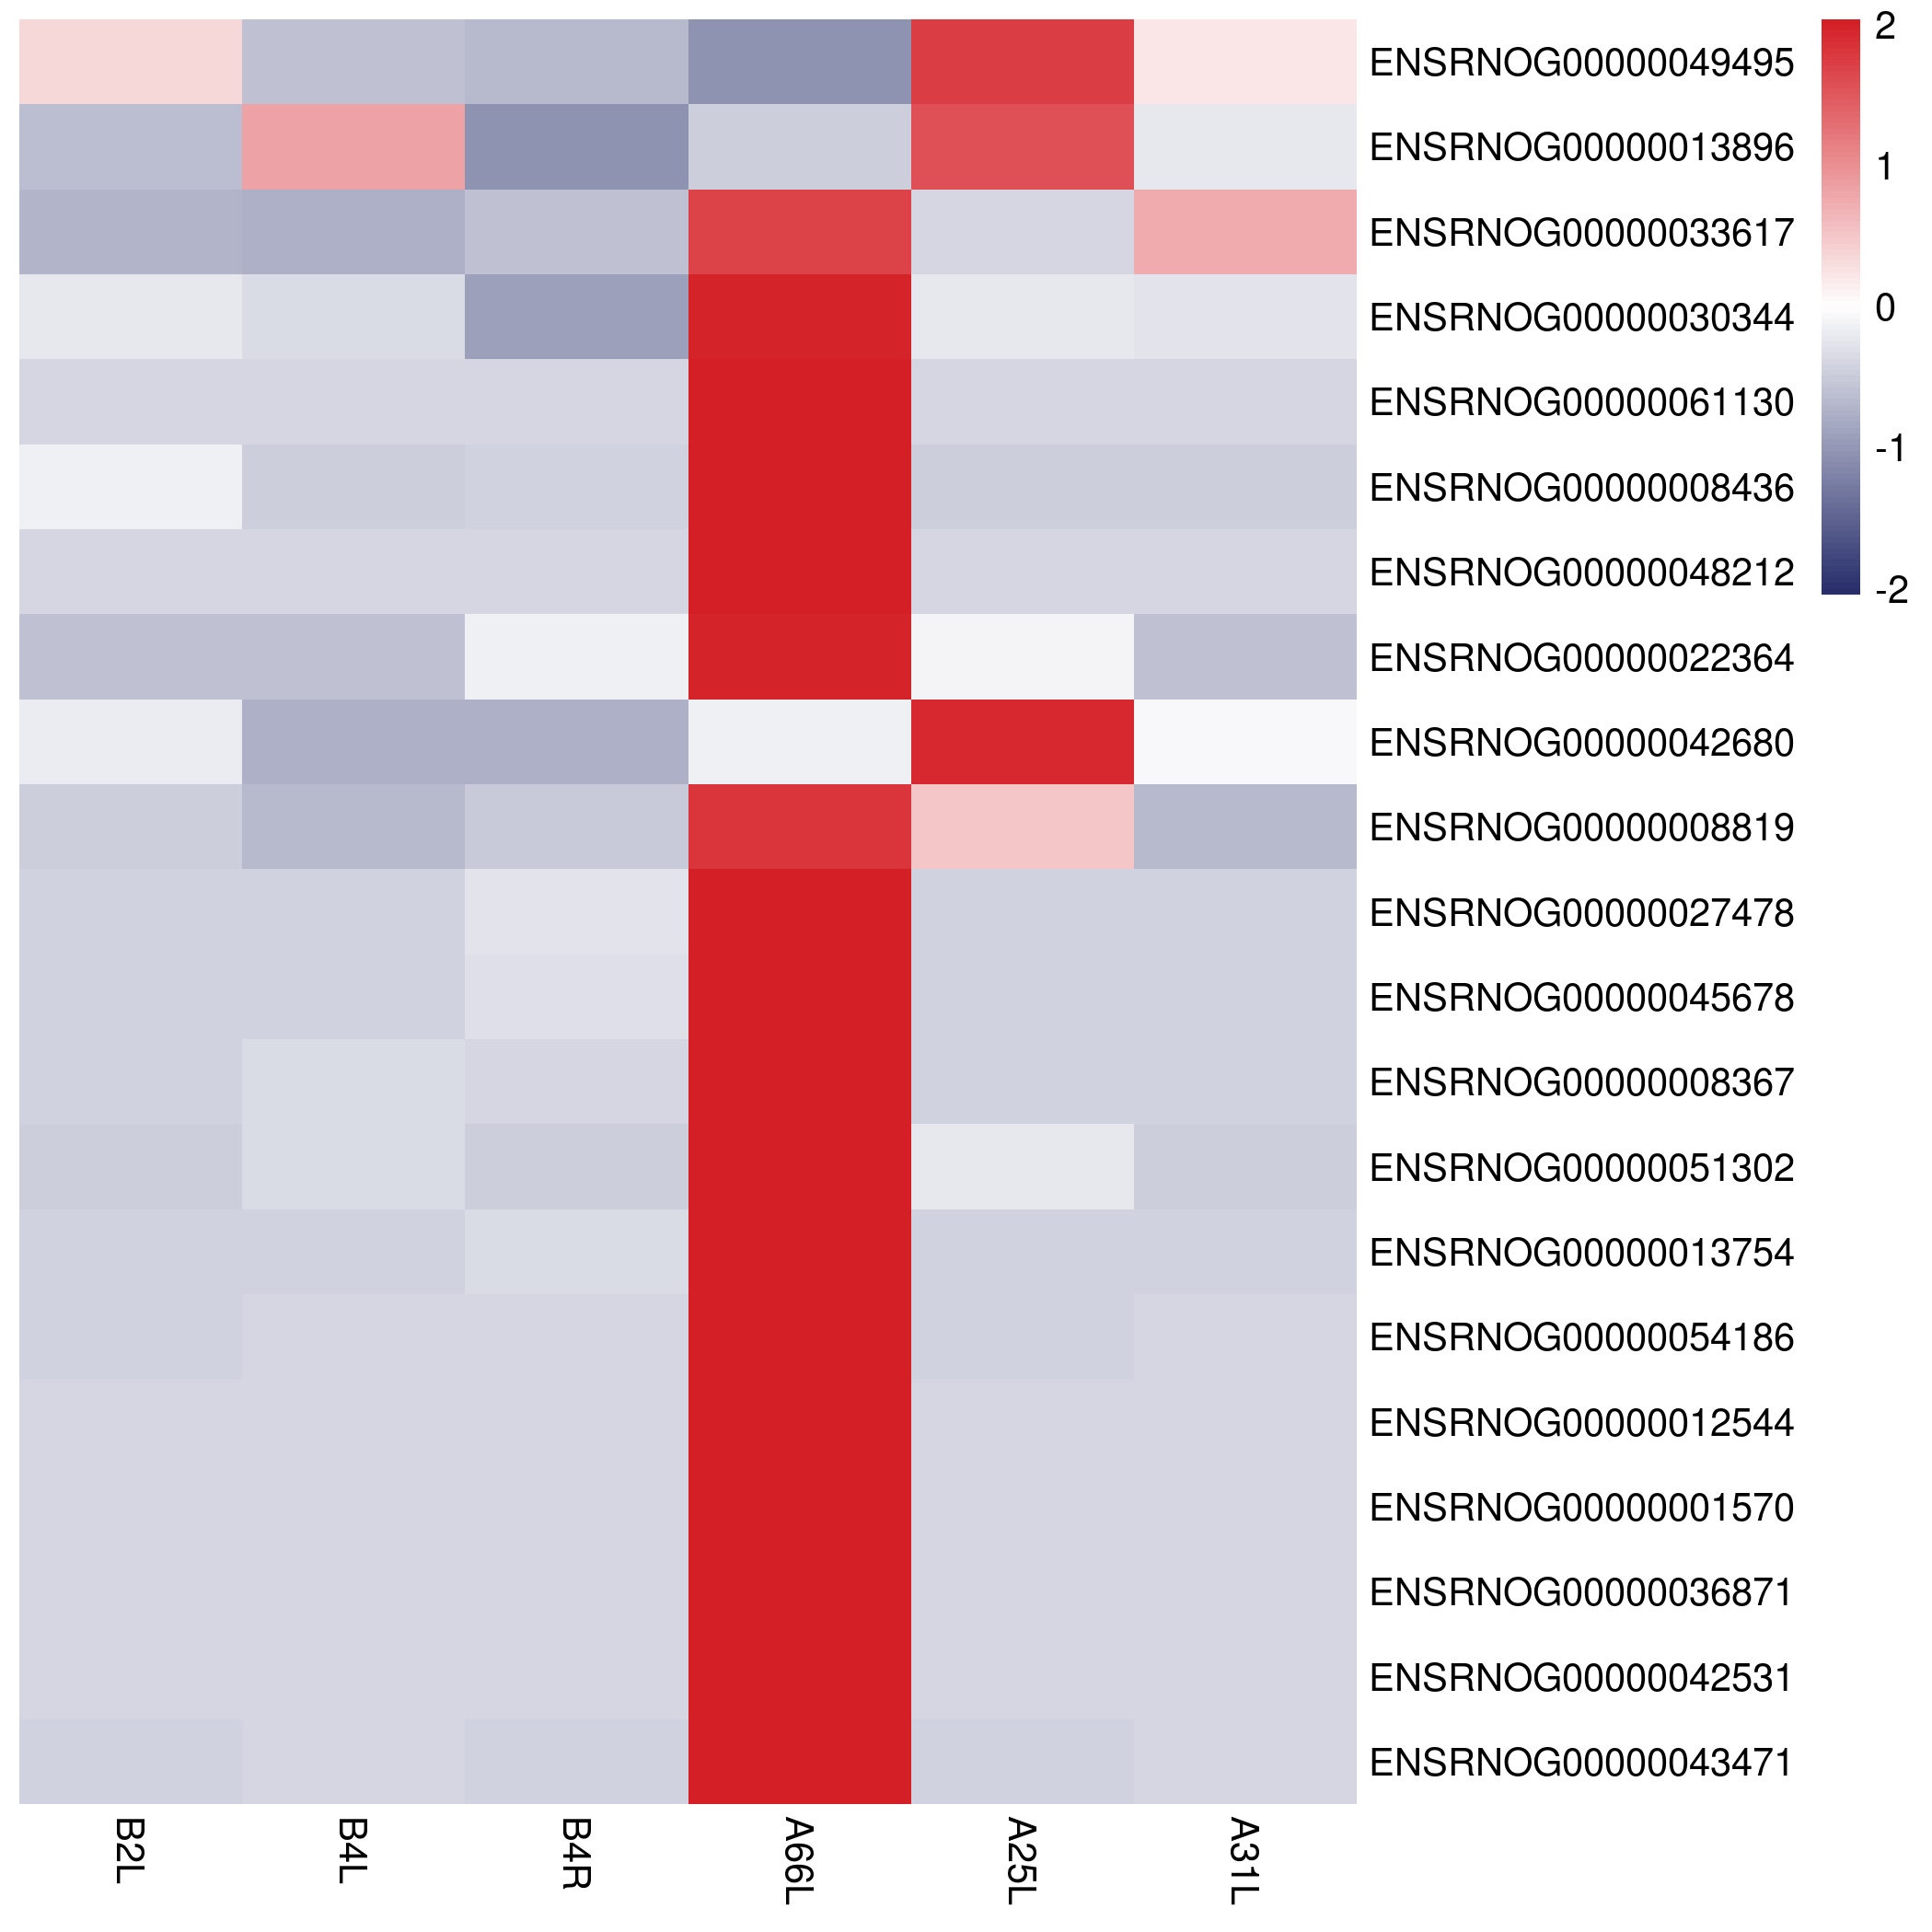 ENSRNOG00000049495
ENSRNOG00000013896
ENSRNOG00000033617
ENSRNOG00000030344
ENSRNOG00000061130
ENSRNOG00000008436
ENSRNOG00000048212
ENSRNOG00000022364
ENSRNOG00000042680
ENSRNOG00000008819
ENSRNOG00000027478
ENSRNOG00000045678
ENSRNOG00000008367
ENSRNOG00000051302
ENSRNOG00000013754
ENSRNOG00000054186
ENSRNOG00000012544
ENSRNOG00000001570
ENSRNOG00000036871
ENSRNOG00000042531
ENSRNOG00000043471
2
1
0
-1
-2
B2L
B4L
B4R
A66L
A25L
A31L